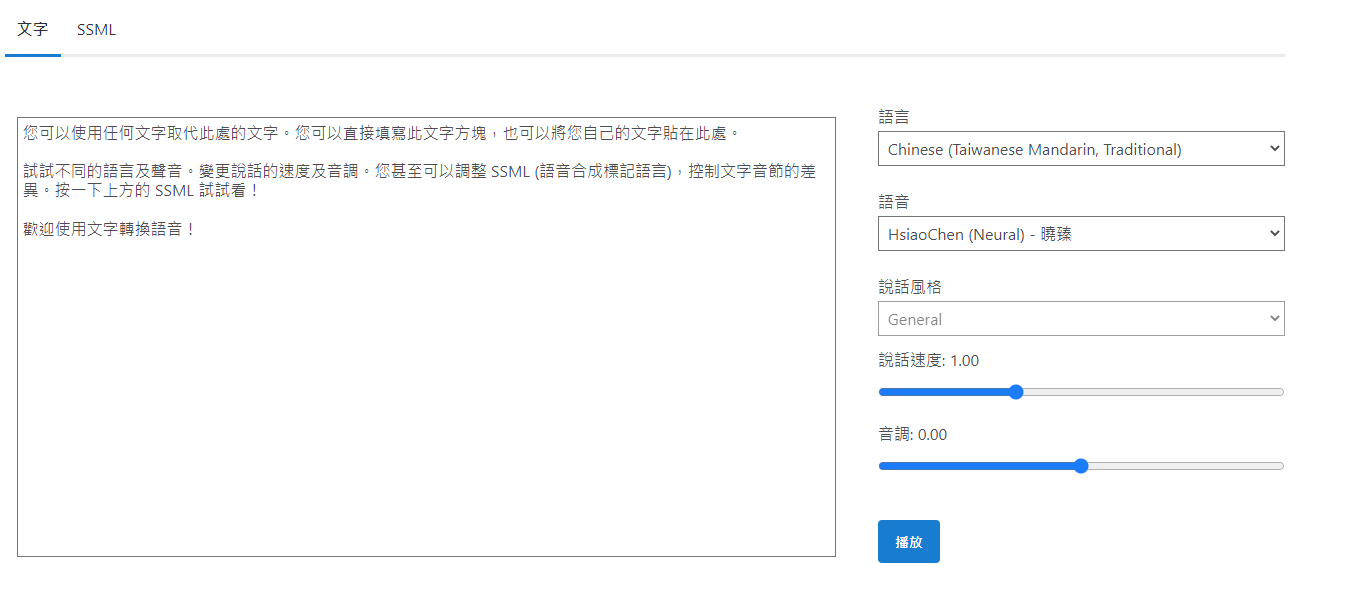 文字
SSML
您可以使用任何文字取代此處的文字。您可以直接填寫此文字方塊，也可以將您自己的文字貼在此處。
試試不同的語言及聲音。變更說話的速度及音調。您甚至可以調整 SSML (語音合成標記語言)，控制文字音節的差
異。按一下上方的 SSML 試試看！
歡迎使用文字轉換語音！
語言
Chinese (Taiwanese Mandarin, Traditional)
語音
HsiaoChen (Neural) - 曉臻
說話風格
General
說話速度: 1.00
音調: 0.00
播放